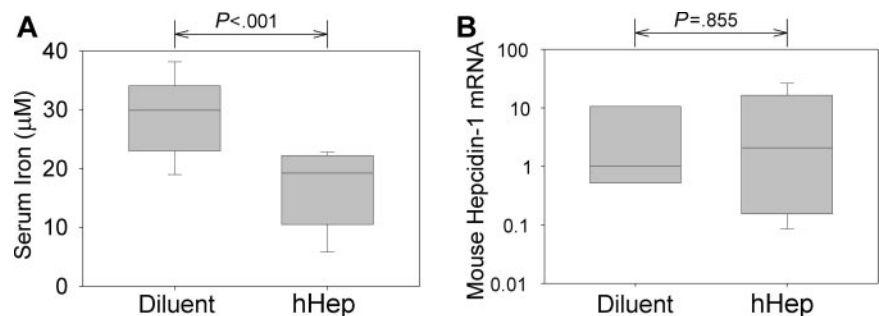 A
P<.001
Serum Iron (μM)
40
30
20
10
0
Diluent
hHep
B
P=.855
Mouse Hepcidin-1 mRNA
100
10
1
0.1
0.01
Diluent
hHep